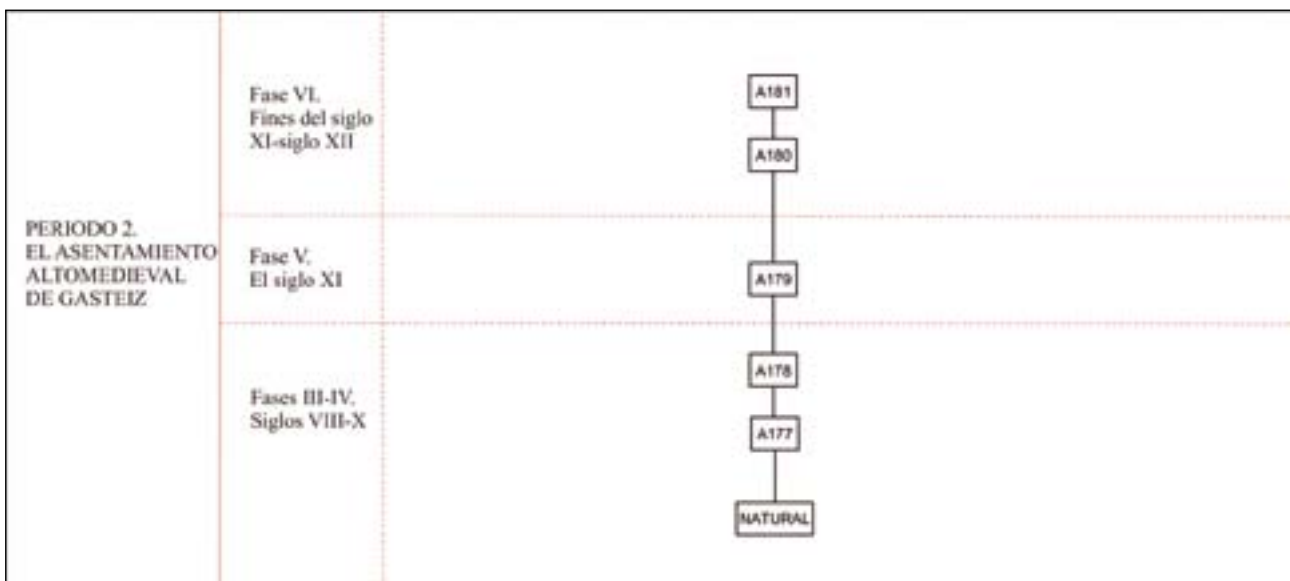 PERIODO 2.
EL ASENTAMIENTO
ALTOMEDIEVAL
DE GASTEIZ
Fase VI.
Fines del siglo
XI-siglo XII
Fase V.
El siglo XI
Fases III-IV.
Siglos VIII-X
A181
A180
A179
A178
A177
NATURAL